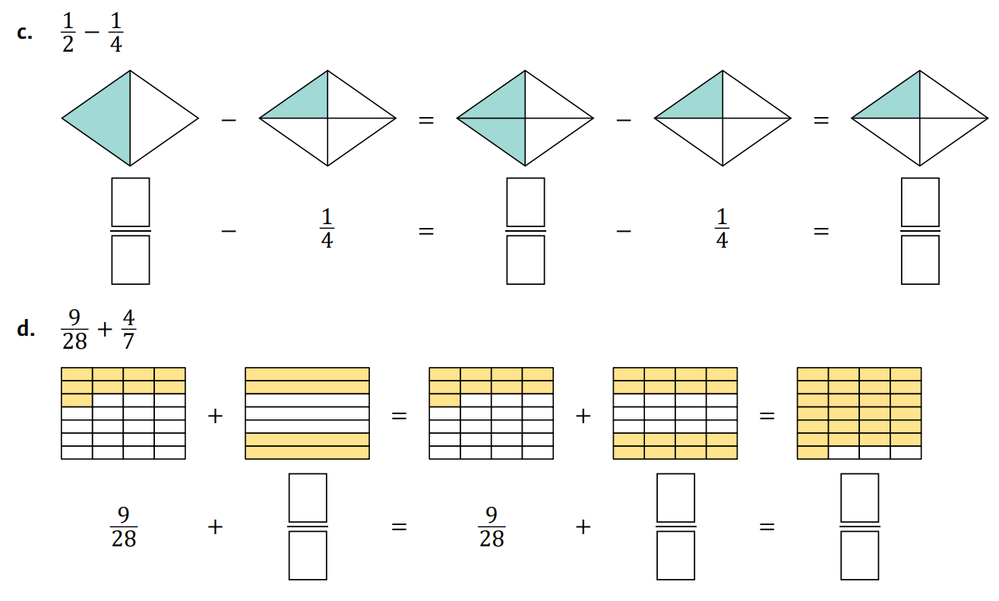 c. 1/2 − 1/4
− = − =
− 1/4 = − 1/4 =
d. 9/28 + 4/7
+ = + =
9/28 + = 9/28 + =